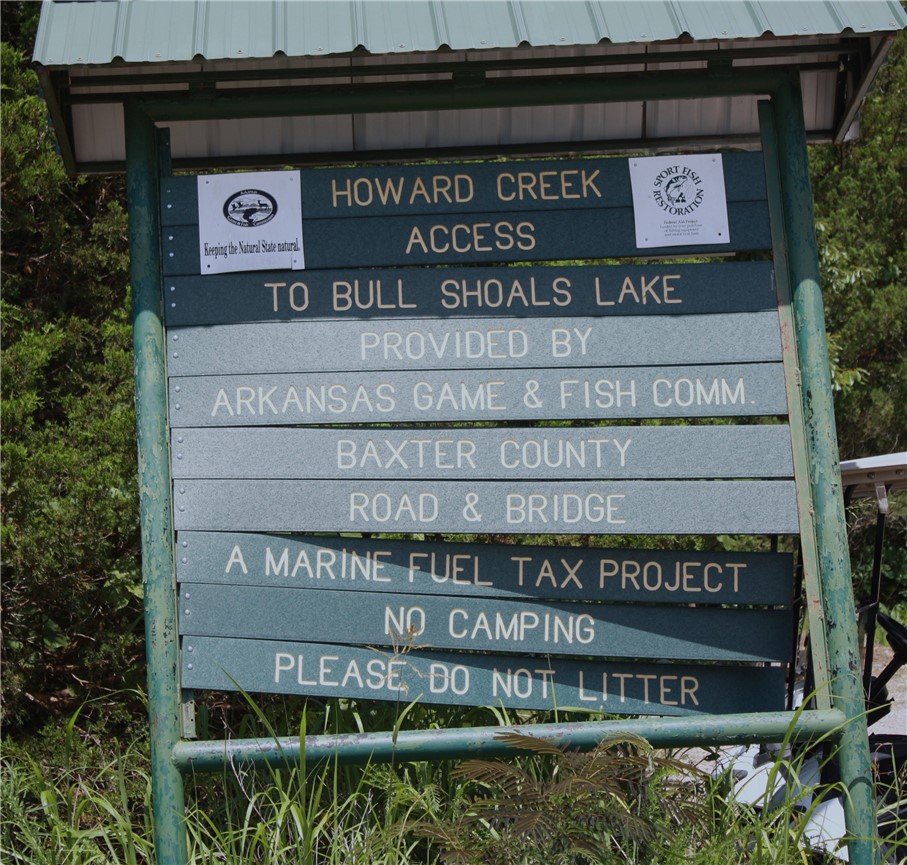 HOWARD CREEK
ACCESS
Keeping the Natural State natural.
SPORT FISH
RESTORATION
TO BULL SHOALS LAKE
PROVIDED BY
ARKANSAS GAME & FISH COMM.
BAXTER COUNTY
ROAD & BRIDGE
A MARINE FUEL TAX PROJECT
NO CAMPING
PLEASE DO NOT LITTER